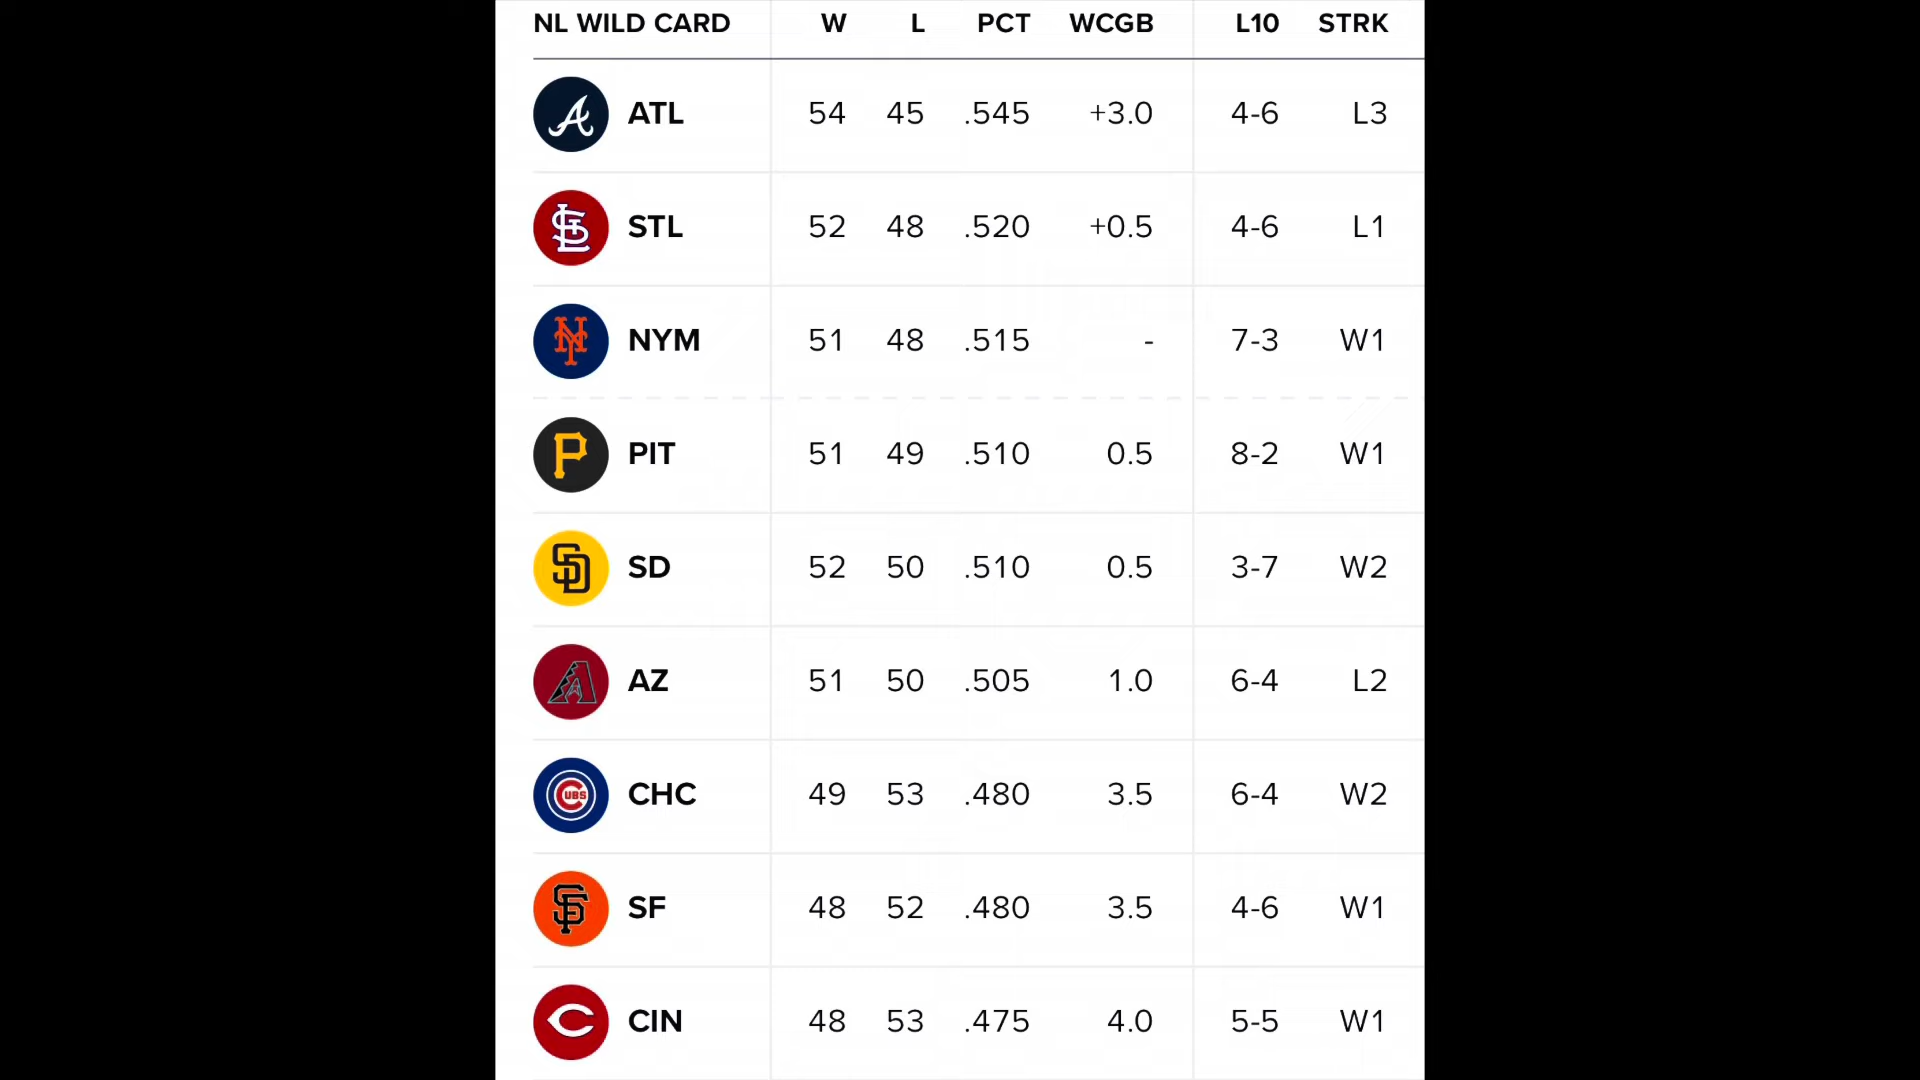 NL WILD CARD W L PCT WCGB L10 STRK
ATL 54 45 .545 +3.0 4-6 L3
STL 52 48 .520 +0.5 4-6 L1
NYM 51 48 .515 - 7-3 W1
PIT 51 49 .510 0.5 8-2 W1
SD 52 50 .510 0.5 3-7 W2
AZ 51 50 .505 1.0 6-4 L2
CUBS CHC 49 53 .480 3.5 6-4 W2
SF 48 52 .480 3.5 4-6 W1
CIN 48 53 .475 4.0 5-5 W1